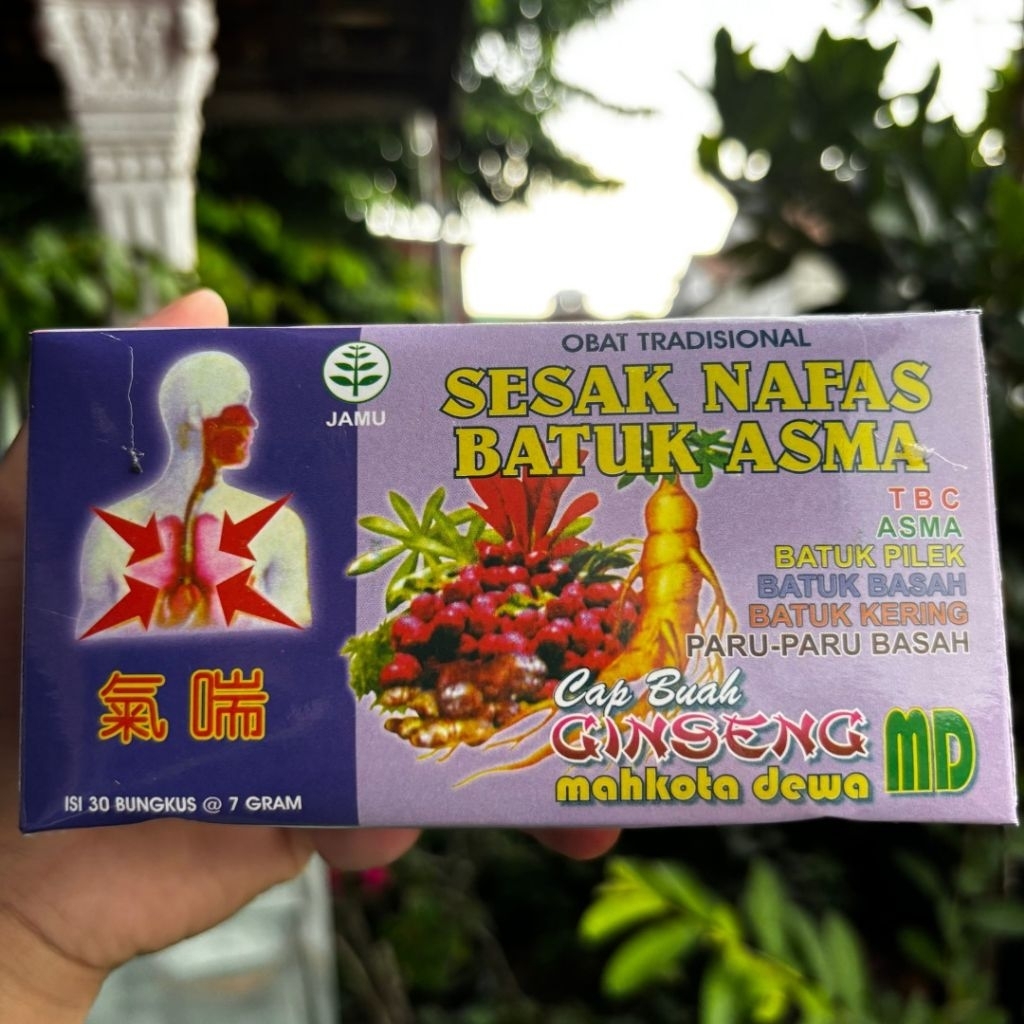 OBAT TRADISIONAL
JAMU
SESAK NAFAS
BATUK ASMA
TBC
ASMA
BATUK PILEK
BATUK BASAH
BATUK KERING
PARU-PARU BASAH
氣喘
Cap Buah
GINSENG
mahkota dewa
MD
ISI 30 BUNGKUS @ 7 GRAM